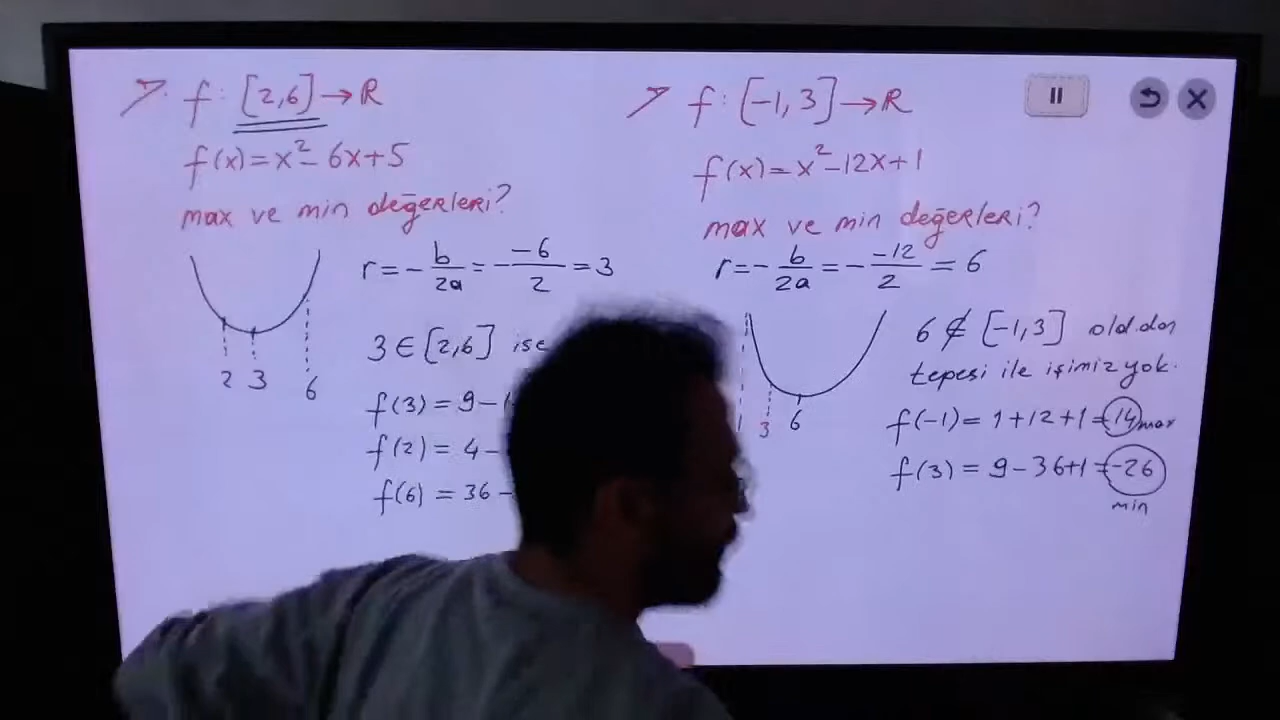 f: [2,6] → R
f(x) = x² - 6x + 5
max ve min değerleri?
r = - b/2a = - -6/2 = 3
2 3 6
3 ∈ [2,6] ise
f(3) = 9 -
f(2) = 4 -
f(6) = 36 -
f: [-1, 3] → R
f(x) = x² - 12x + 1
max ve min değerleri?
r = - b/2a = - -12/2 = 6
3 6
6 ∉ [-1, 3] old.dan
tepesi ile işimiz yok.
f(-1) = 1 + 12 + 1 = 14 max
f(3) = 9 - 36 + 1 = -26
min